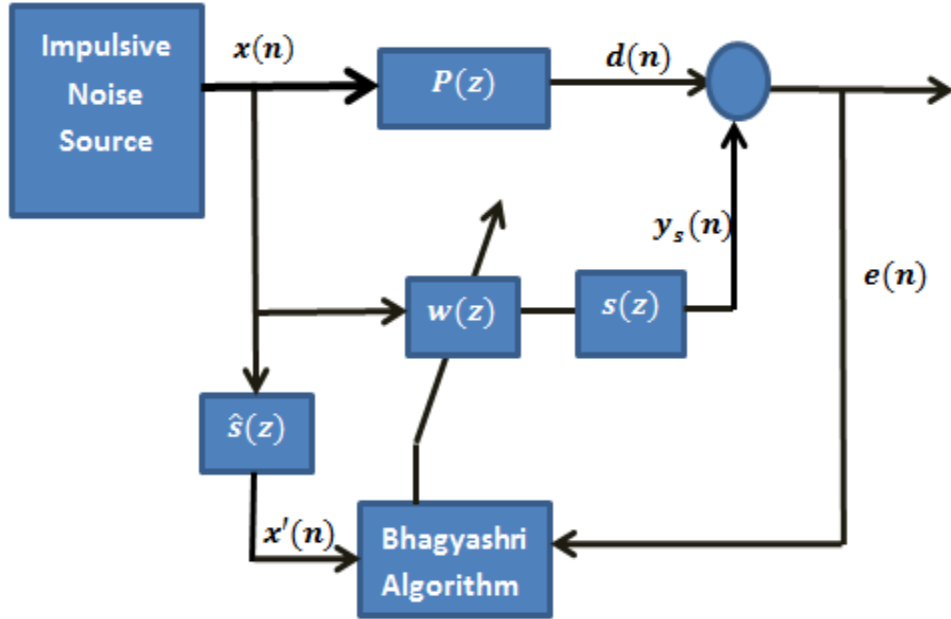 Impulsive
Noise
Source
x(n)
P(z)
d(n)
w(z)
s(z)
y_s(n)
e(n)
ŝ(z)
x'(n)
Bhagyashri
Algorithm